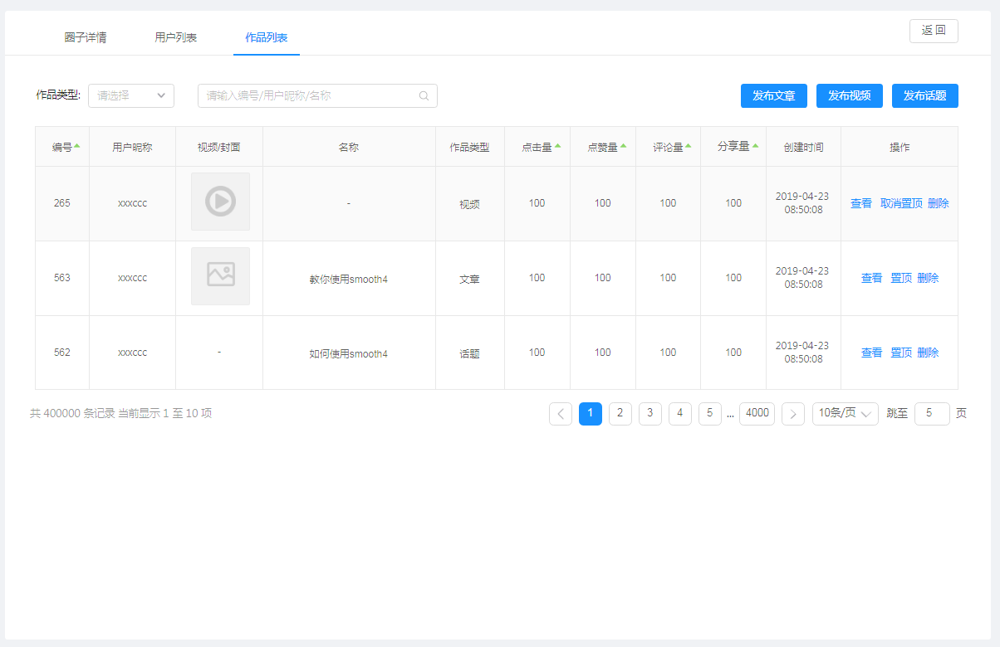 圈子详情 用户列表 作品列表 返 回
作品类型: 请选择 请输入编号/用户昵称/名称 发布文章 发布视频 发布话题
编号 用户昵称 视频/封面 名称 作品类型 点击量 点赞量 评论量 分享量 创建时间 操作
265 xxxccc - 视频 100 100 100 100 2019-04-23 08:50:08 查看 取消置顶 删除
563 xxxccc 教你使用smooth4 文章 100 100 100 100 2019-04-23 08:50:08 查看 置顶 删除
562 xxxccc - 如何使用smooth4 话题 100 100 100 100 2019-04-23 08:50:08 查看 置顶 删除
共 400000 条记录 当前显示 1 至 10 项 1 2 3 4 5 ... 4000 10条/页 跳至 5 页